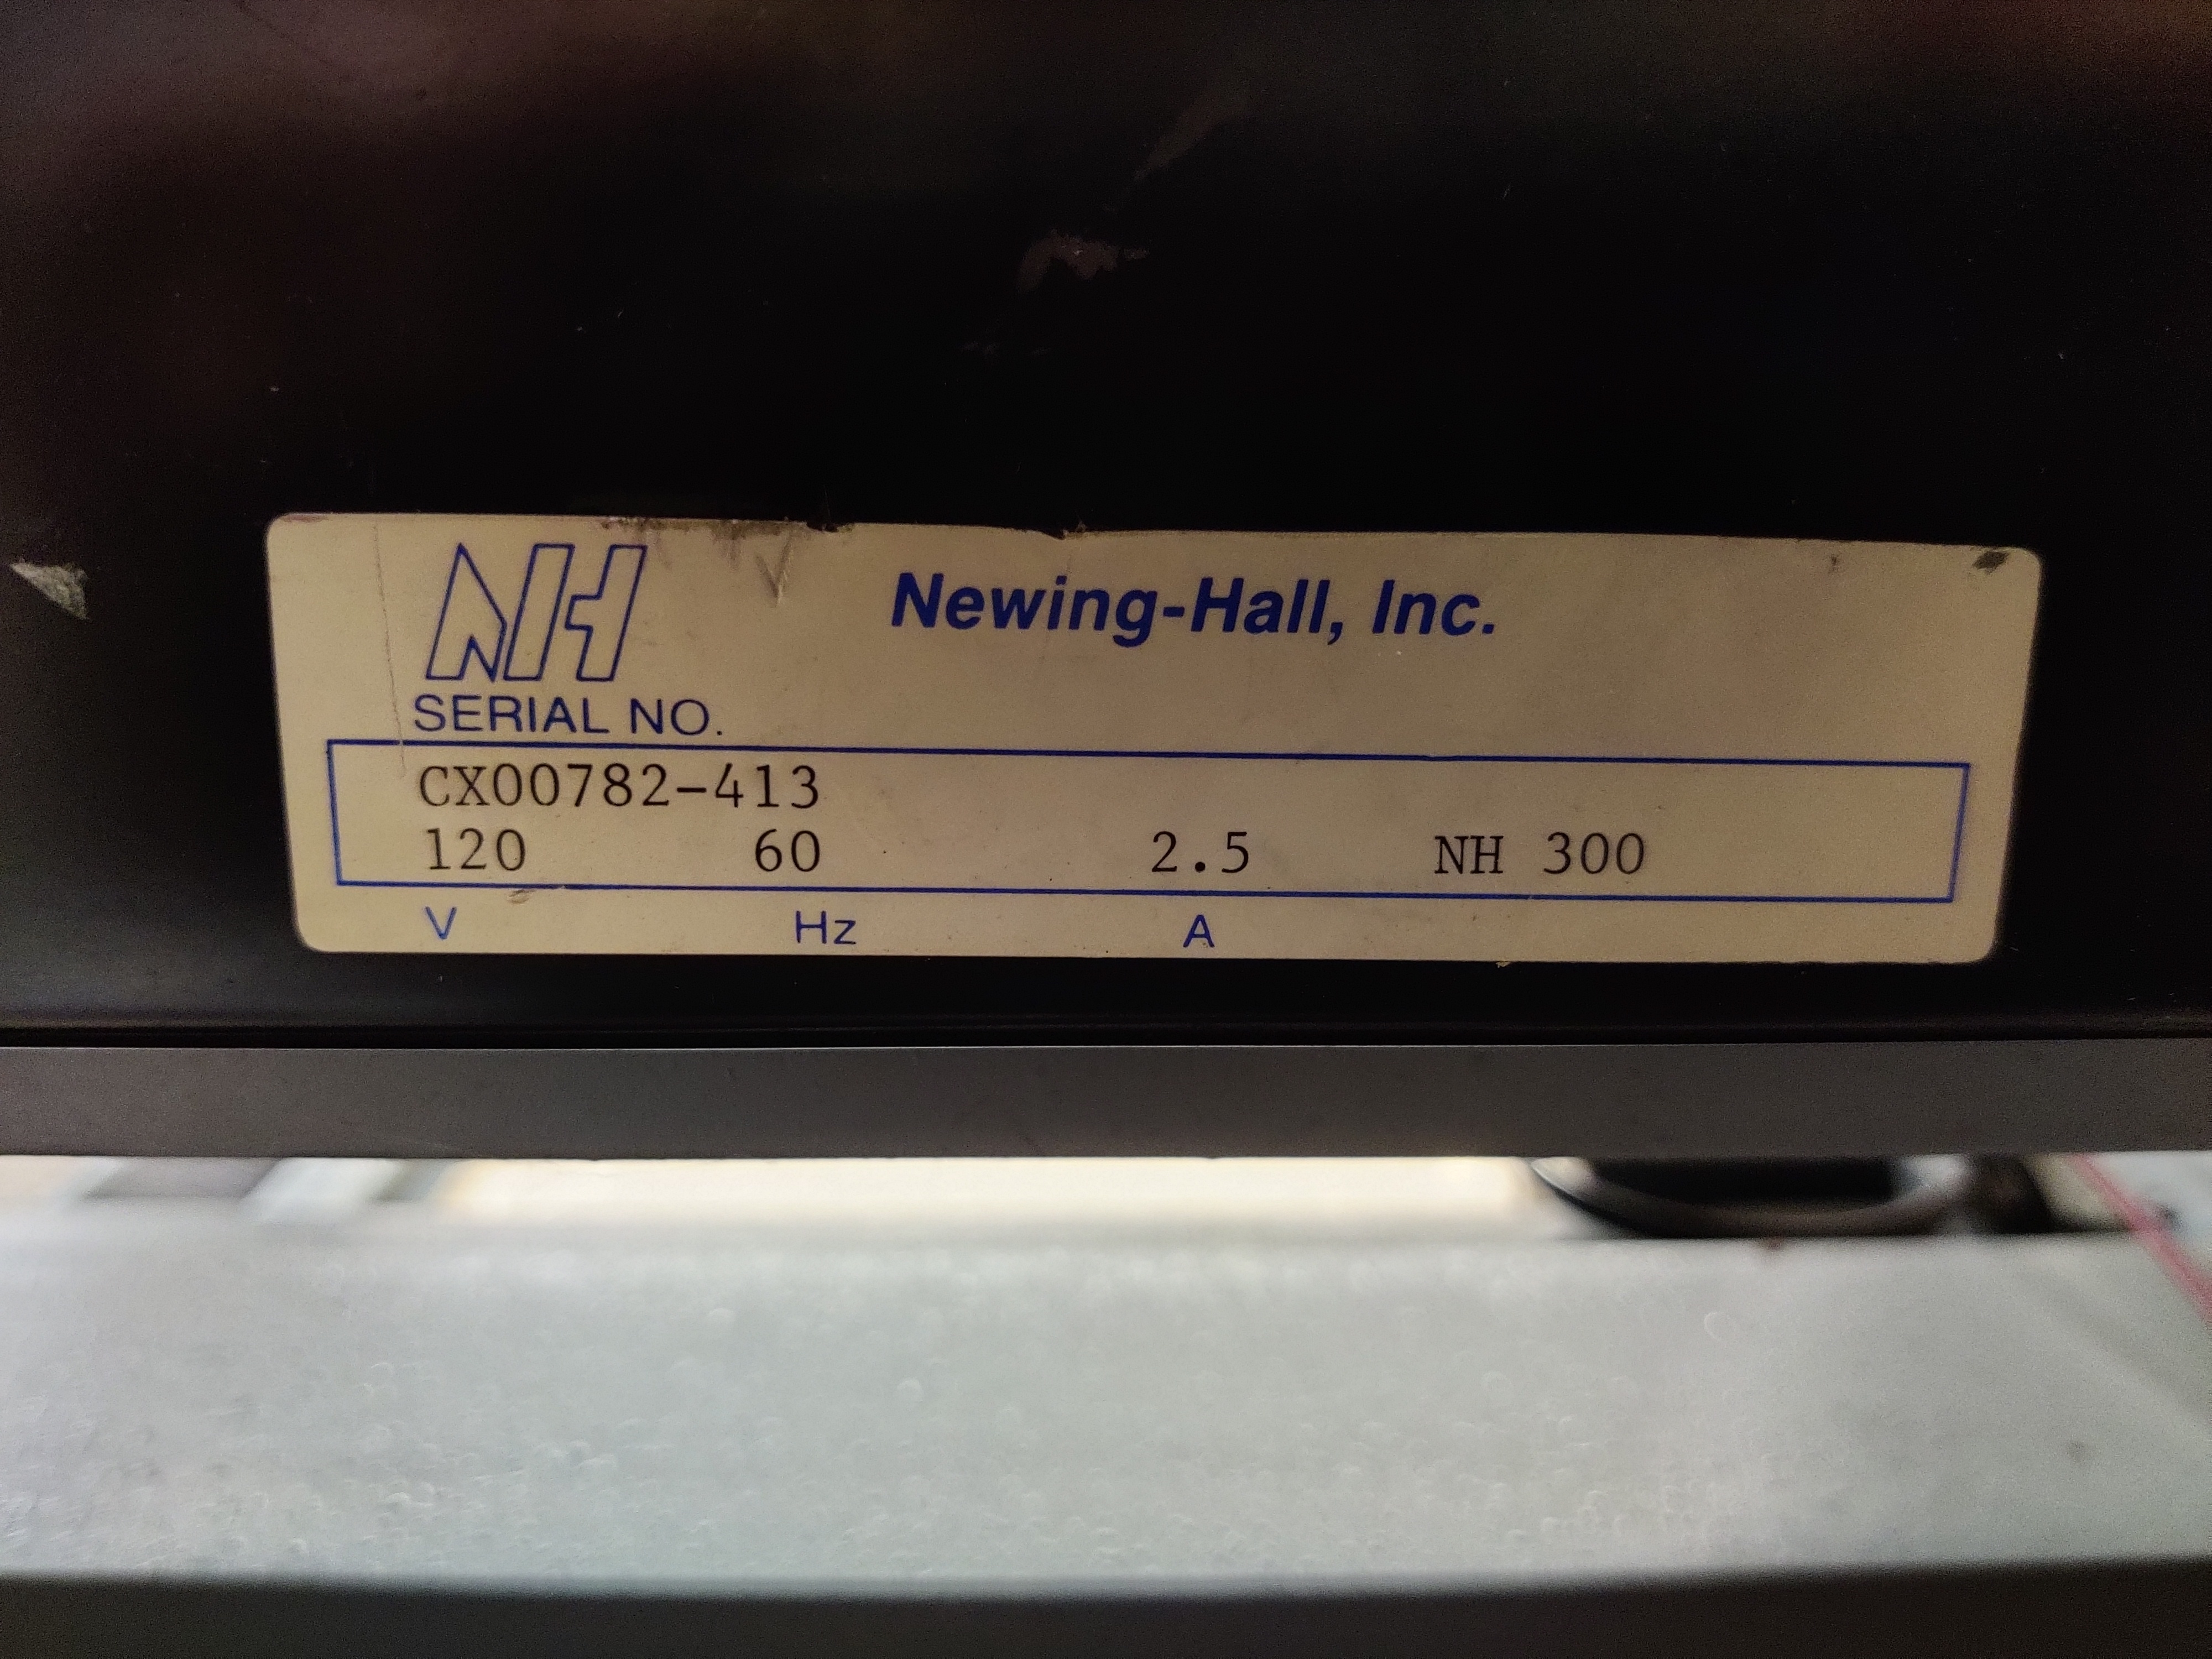 NH
Newing-Hall, Inc.
SERIAL NO.
CX00782-413
120 60 2.5 NH 300
V Hz A